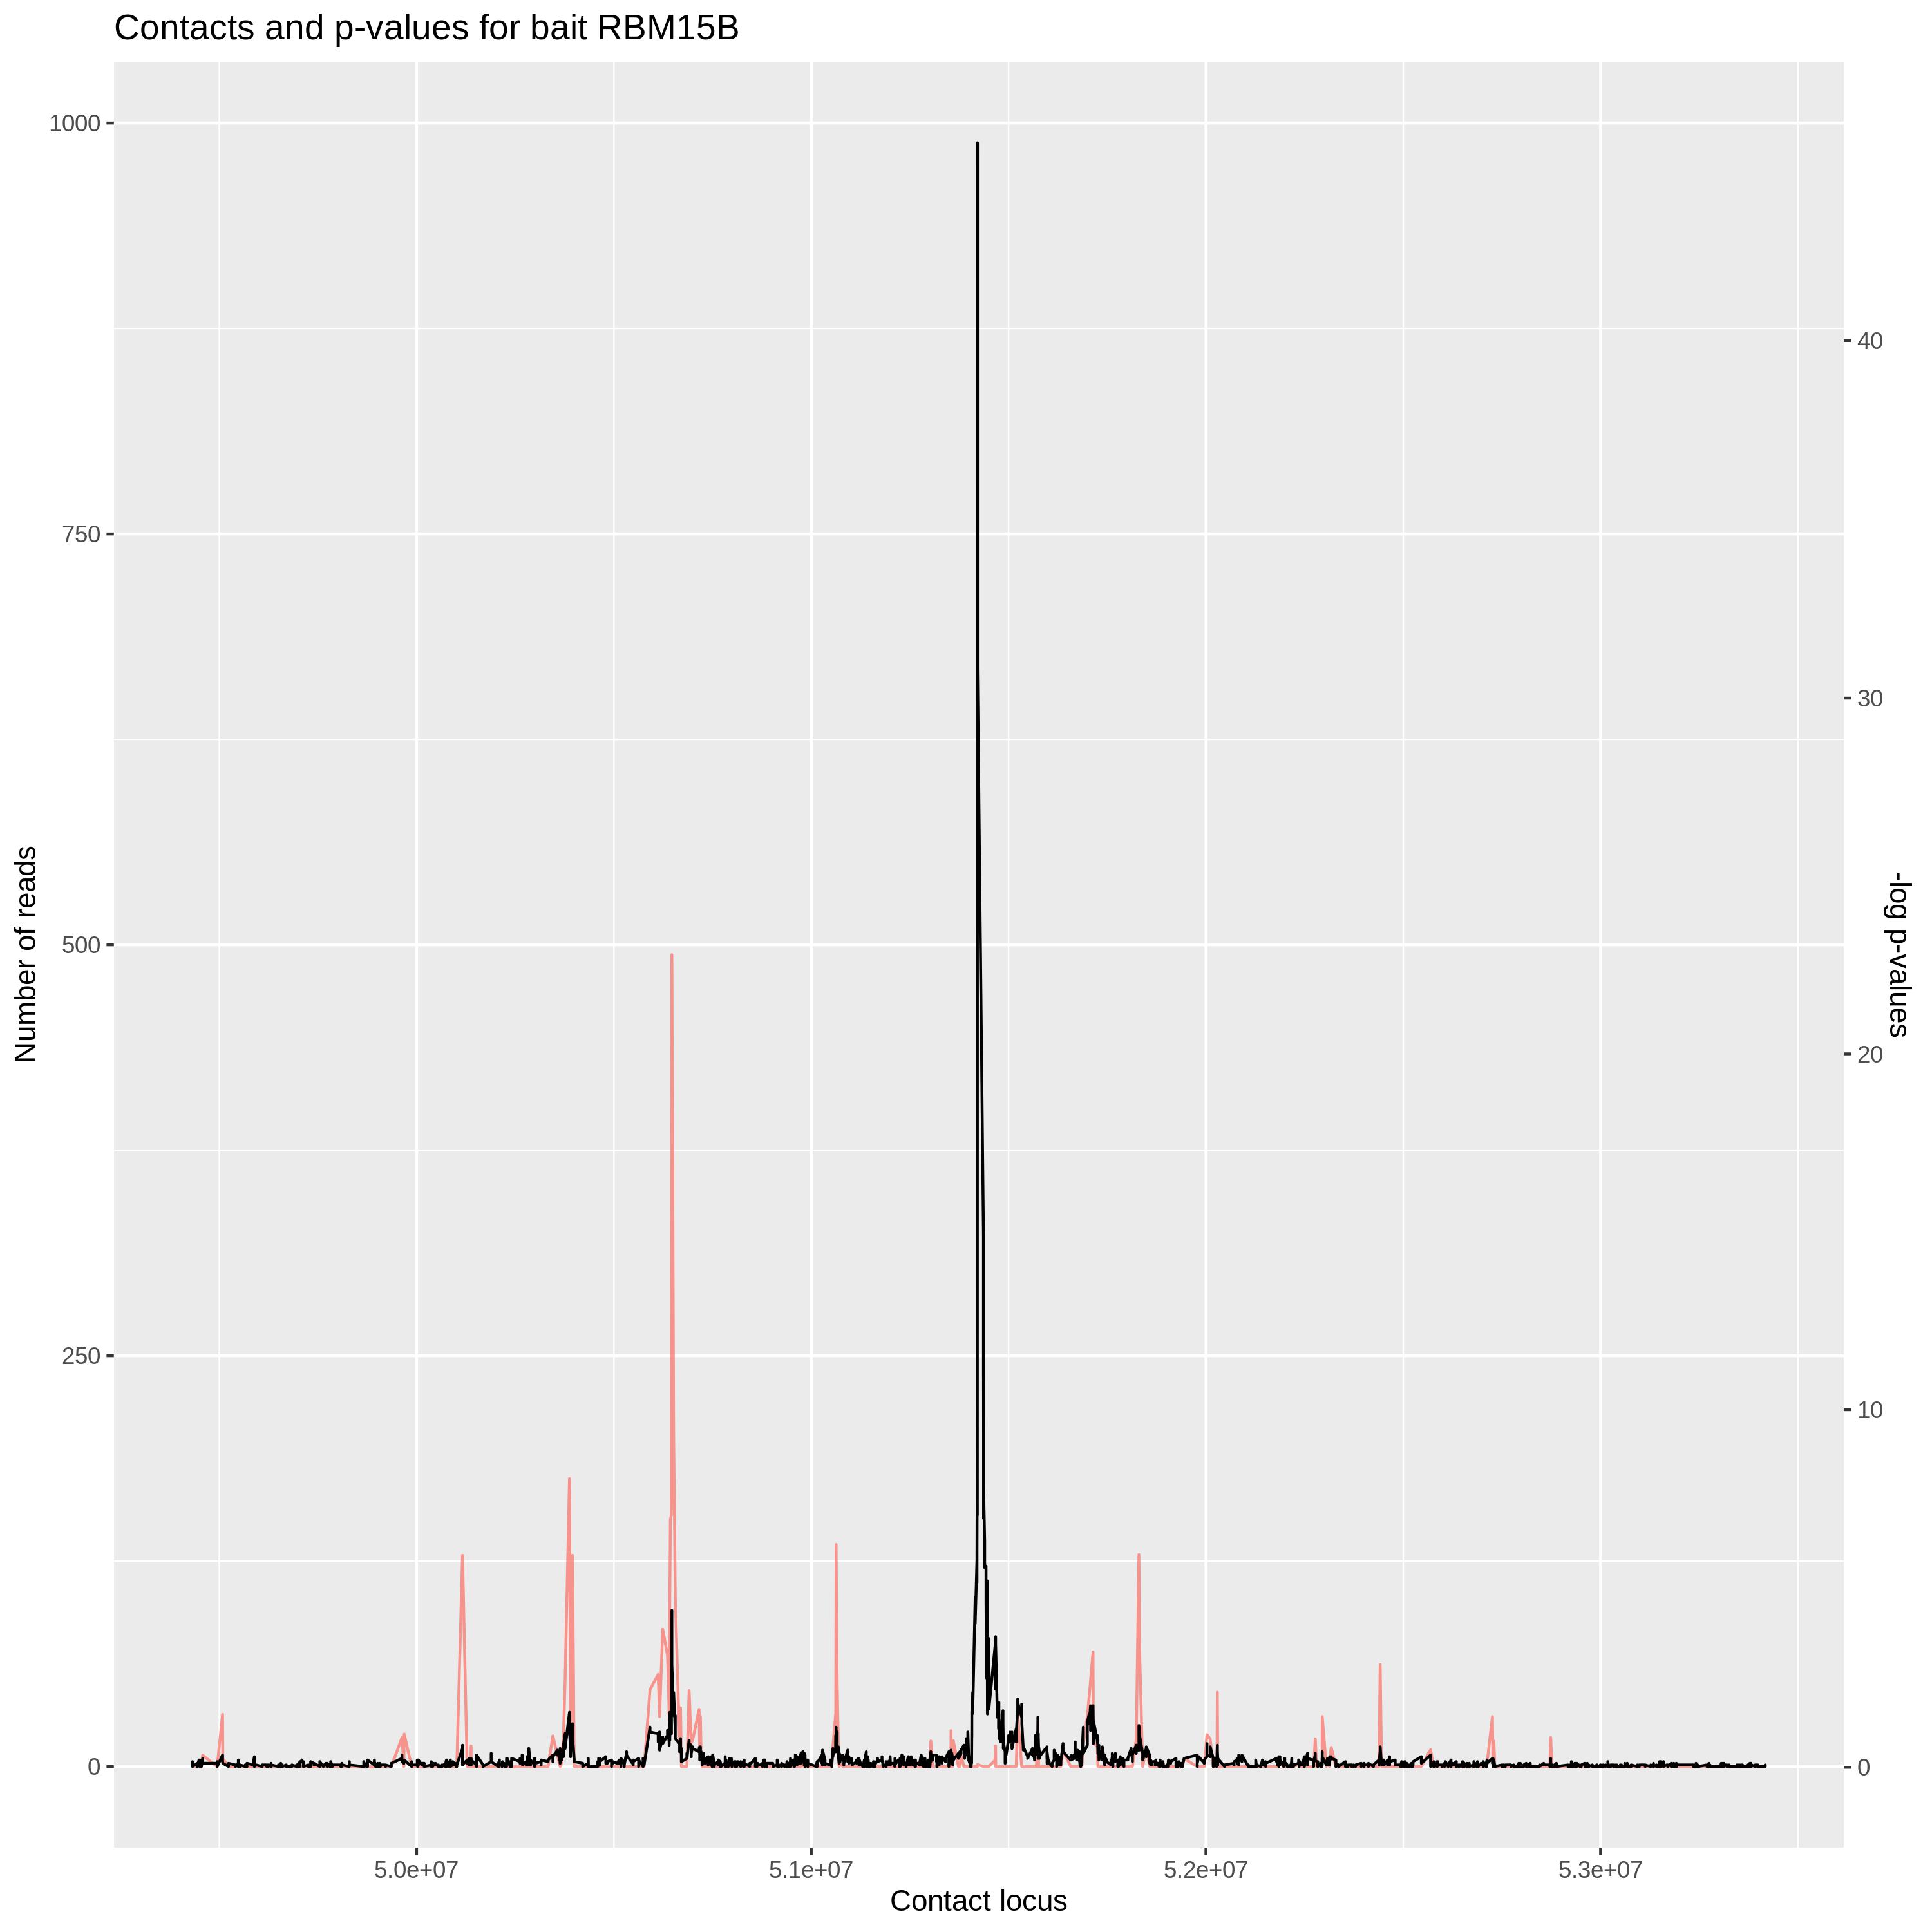 Contacts and p-values for bait RBM15B
1000
750
500
250
0
40
30
20
10
0
Number of reads
-log p-values
5.0e+07 5.1e+07 5.2e+07 5.3e+07
Contact locus